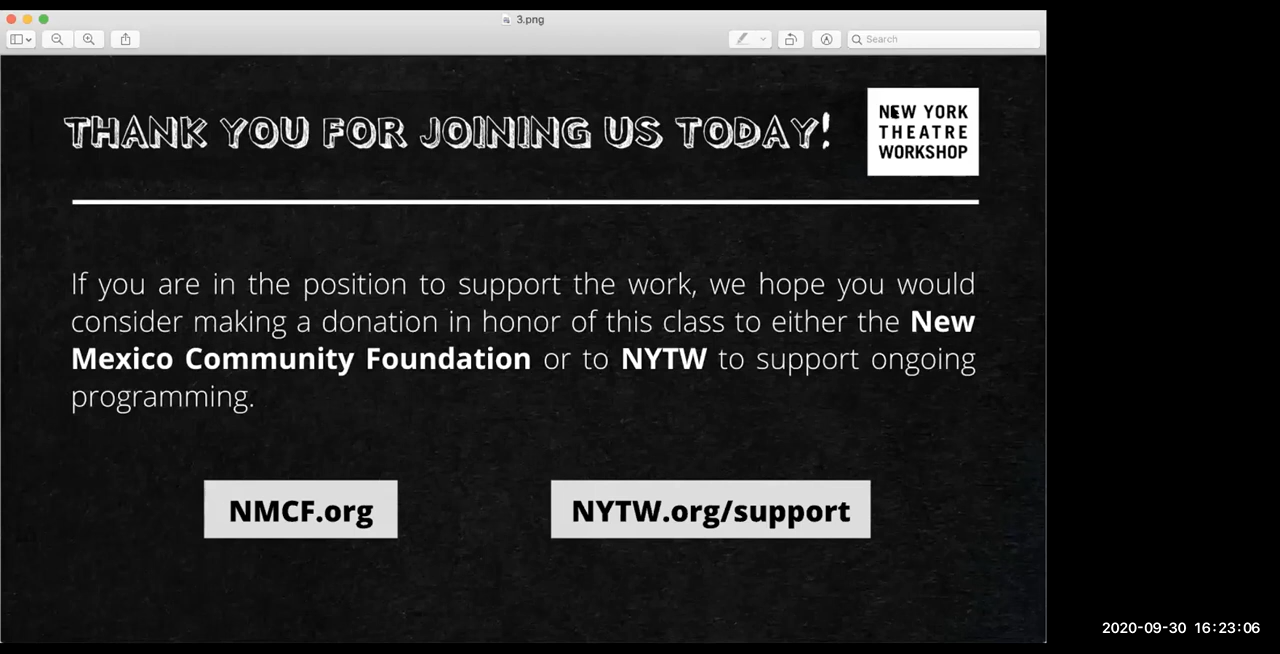 3.png
Search
THANK YOU FOR JOINING US TODAY!
NEW YORK
THEATRE
WORKSHOP
If you are in the position to support the work, we hope you would
consider making a donation in honor of this class to either the New
Mexico Community Foundation or to NYTW to support ongoing
programming.
NMCF.org
NYTW.org/support
2020-09-30 16:23:06